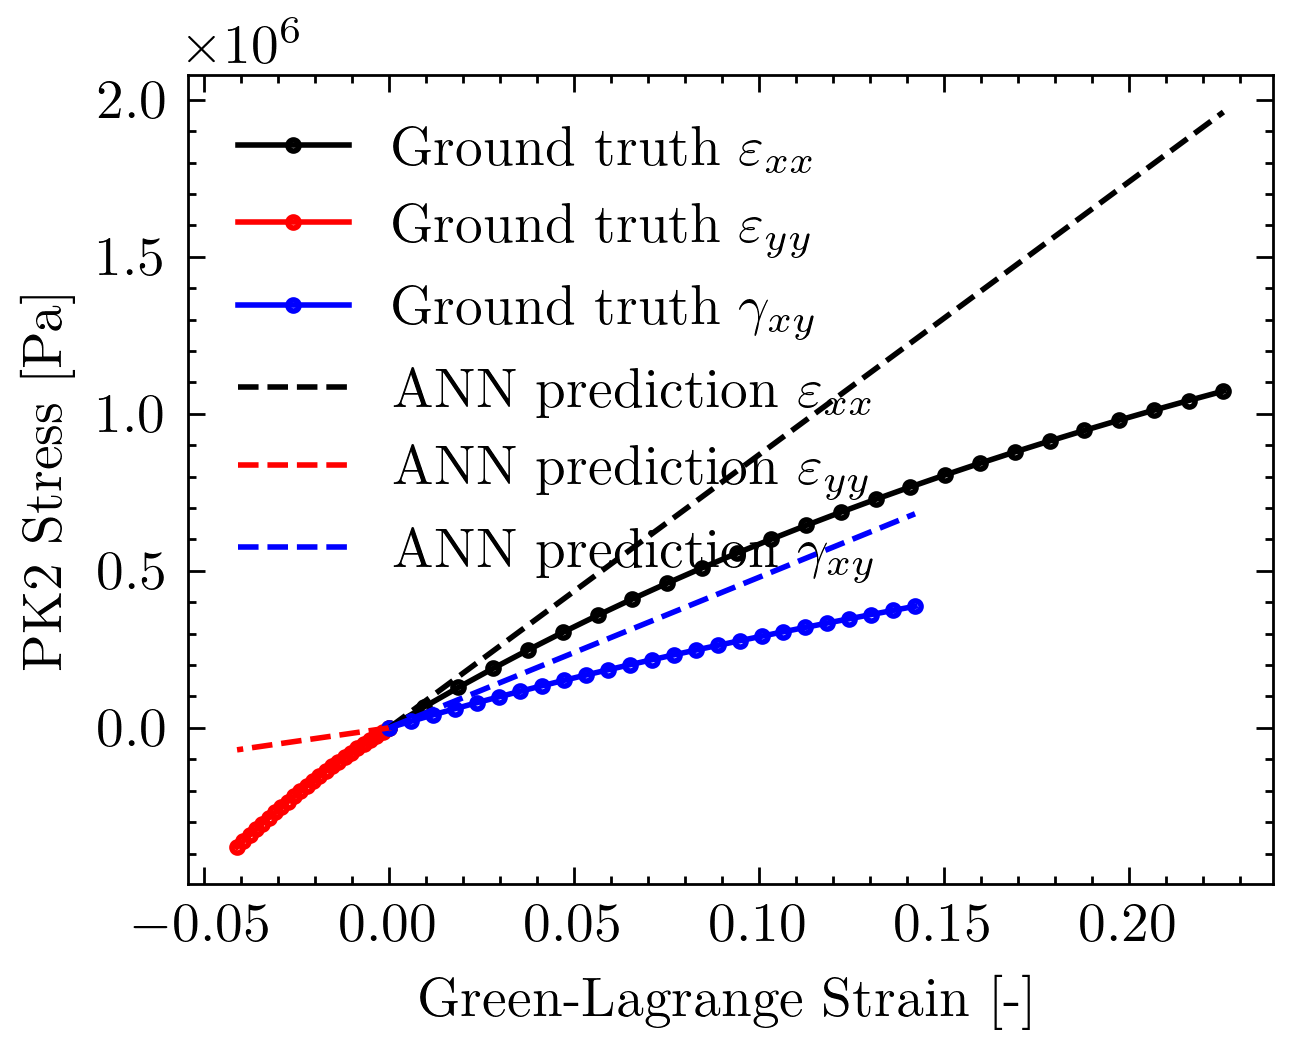 ×10⁶
2.0
1.5
1.0
0.5
0.0
PK2 Stress [Pa]
Ground truth εxx
Ground truth εyy
Ground truth γxy
ANN prediction εxx
ANN prediction εyy
ANN prediction γxy
−0.05 0.00 0.05 0.10 0.15 0.20
Green-Lagrange Strain [-]